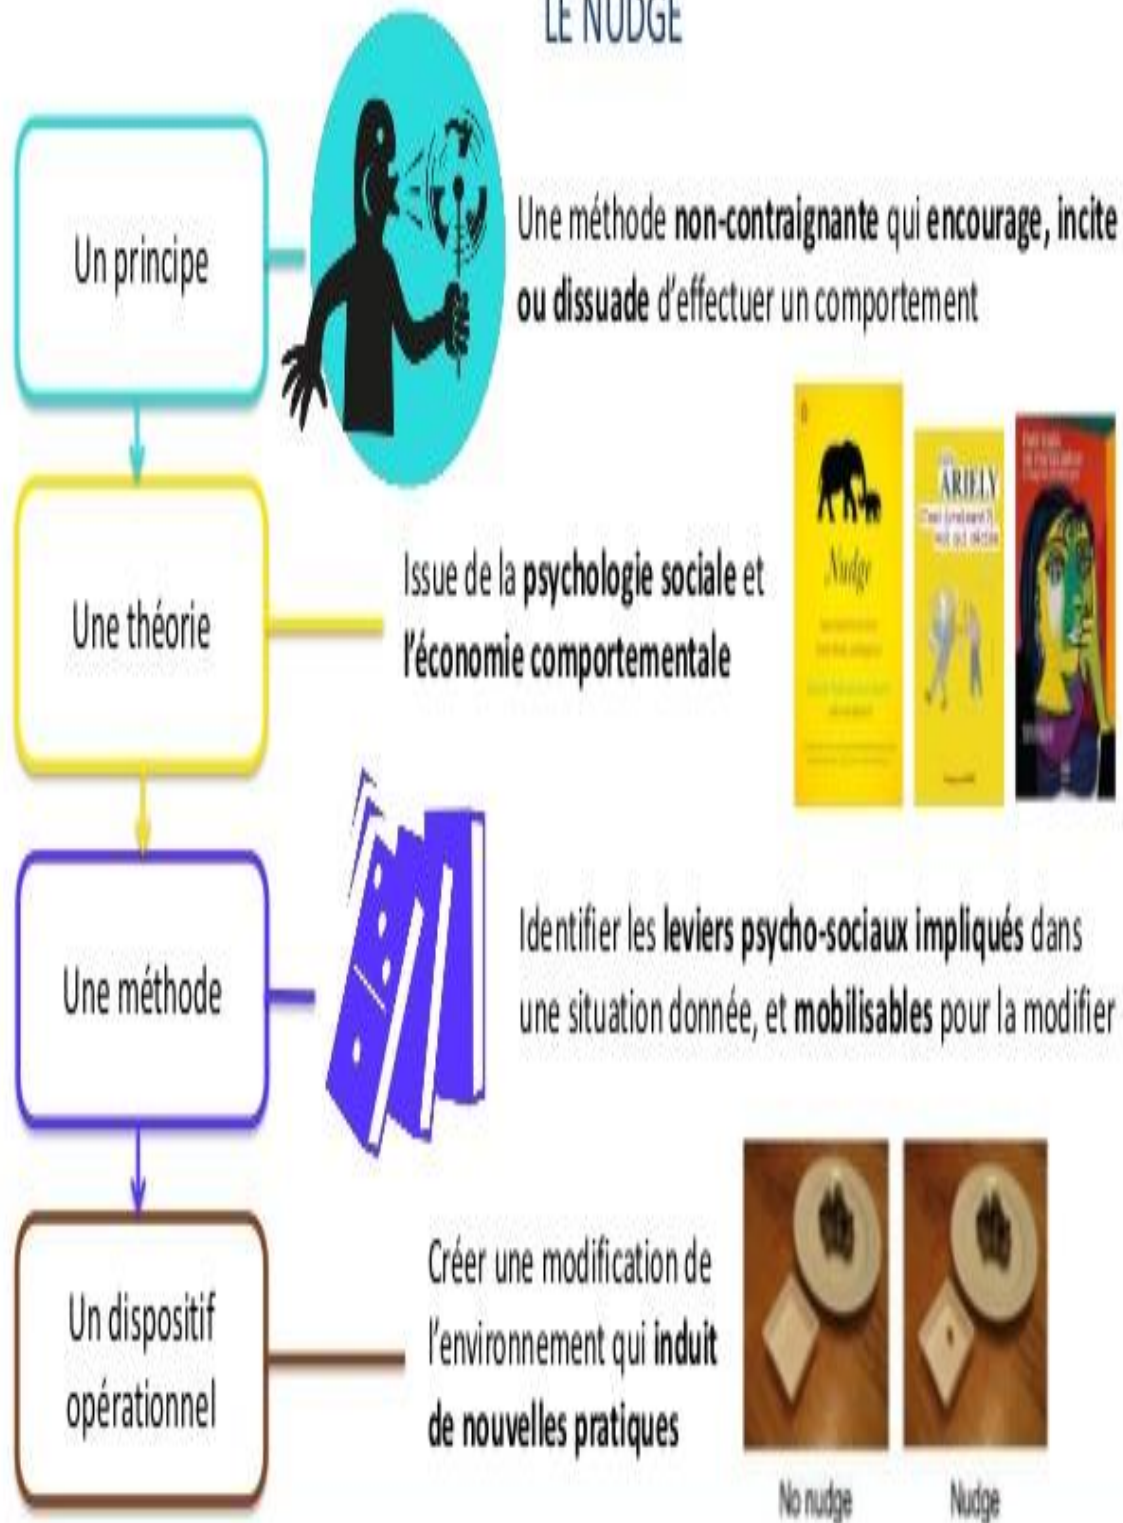 LE NUDGE
Un principe
Une méthode non-contraignante qui encourage, incite
ou dissuade d'effectuer un comportement
Une théorie
Issue de la psychologie sociale et
l'économie comportementale
Nudge
ARIELY
Une méthode
Identifier les leviers psycho-sociaux impliqués dans
une situation donnée, et mobilisables pour la modifier
Un dispositif
opérationnel
Créer une modification de
l'environnement qui induit
de nouvelles pratiques
No nudge
Nudge